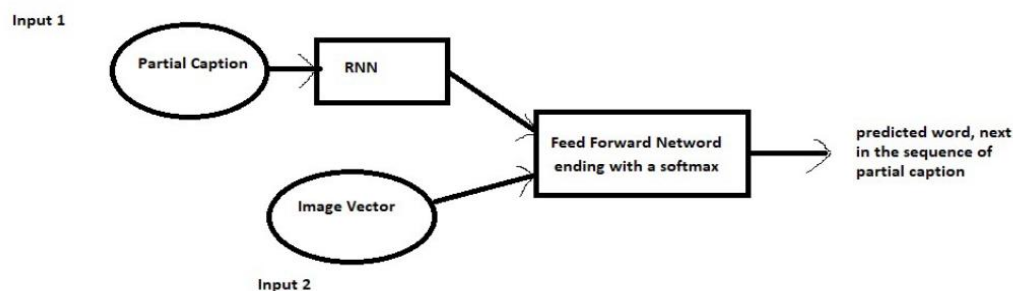 Input 1
Partial Caption
RNN
Feed Forward Netword
ending with a softmax
predicted word, next
in the sequence of
partial caption
Image Vector
Input 2